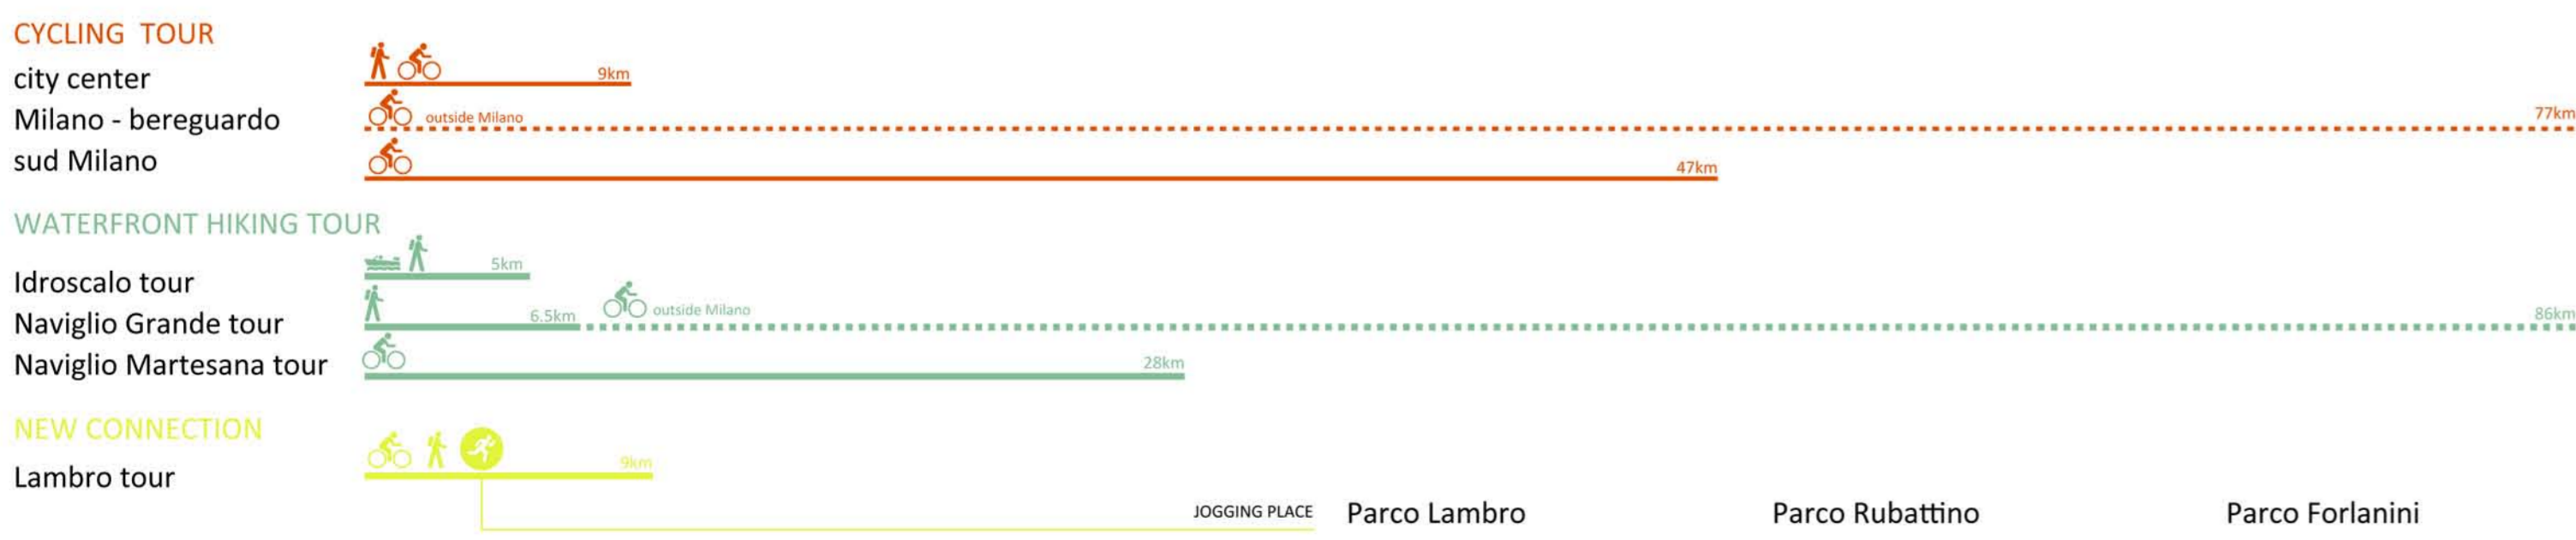 CYCLING TOUR
city center
9km
Milano - bereguardo
outside Milano
77km
sud Milano
47km
WATERFRONT HIKING TOUR
Idroscalo tour
5km
Naviglio Grande tour
6.5km
outside Milano
86km
Naviglio Martesana tour
28km
NEW CONNECTION
Lambro tour
9km
JOGGING PLACE
Parco Lambro
Parco Rubattino
Parco Forlanini